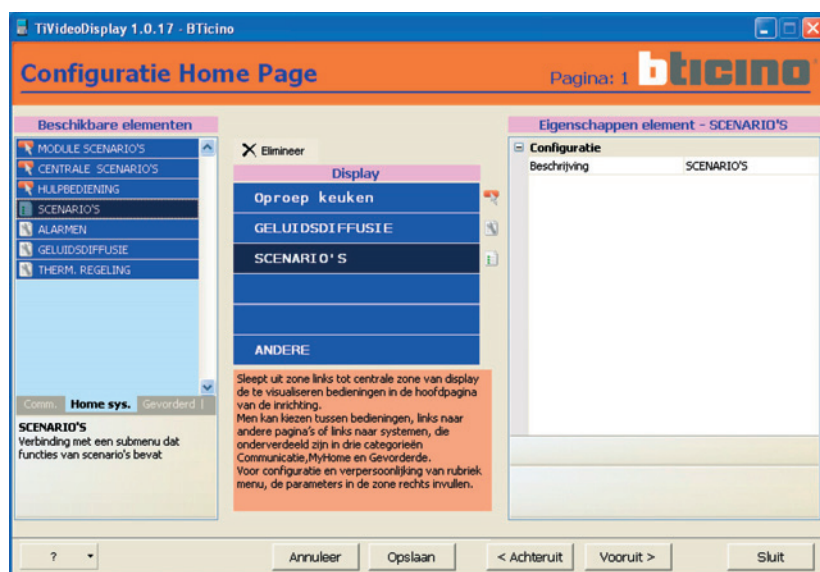 TiVideoDisplay 1.0.17 - BTicino
Configuratie Home Page
Pagina: 1
bticino
Beschikbare elementen
MODULE SCENARIO'S
CENTRALE SCENARIO'S
HULPBEDIENING
SCENARIO'S
ALARMEN
GELUIDSDIFFUSIE
THERM. REGELING
Comm. Home sys. Gevorderd
SCENARIO'S
Verbinding met een submenu dat
functies van scenario's bevat
Elimineer
Display
Oproep keuken
GELUIDSDIFFUSIE
SCENARIO'S
ANDERE
Sleept uit zone links tot centrale zone van display
de te visualiseren bedieningen in de hoofdpagina
van de inrichting.
Men kan kiezen tussen bedieningen, links naar
andere pagina's of links naar systemen, die
onderverdeeld zijn in drie categorieën
Communicatie,MyHome en Gevorderde.
Voor configuratie en verpersoonlijking van rubriek
menu, de parameters in de zone rechts invullen.
Eigenschappen element - SCENARIO'S
Configuratie
Beschrijving SCENARIO'S
?
Annuleer
Opslaan
< Achteruit
Vooruit >
Sluit